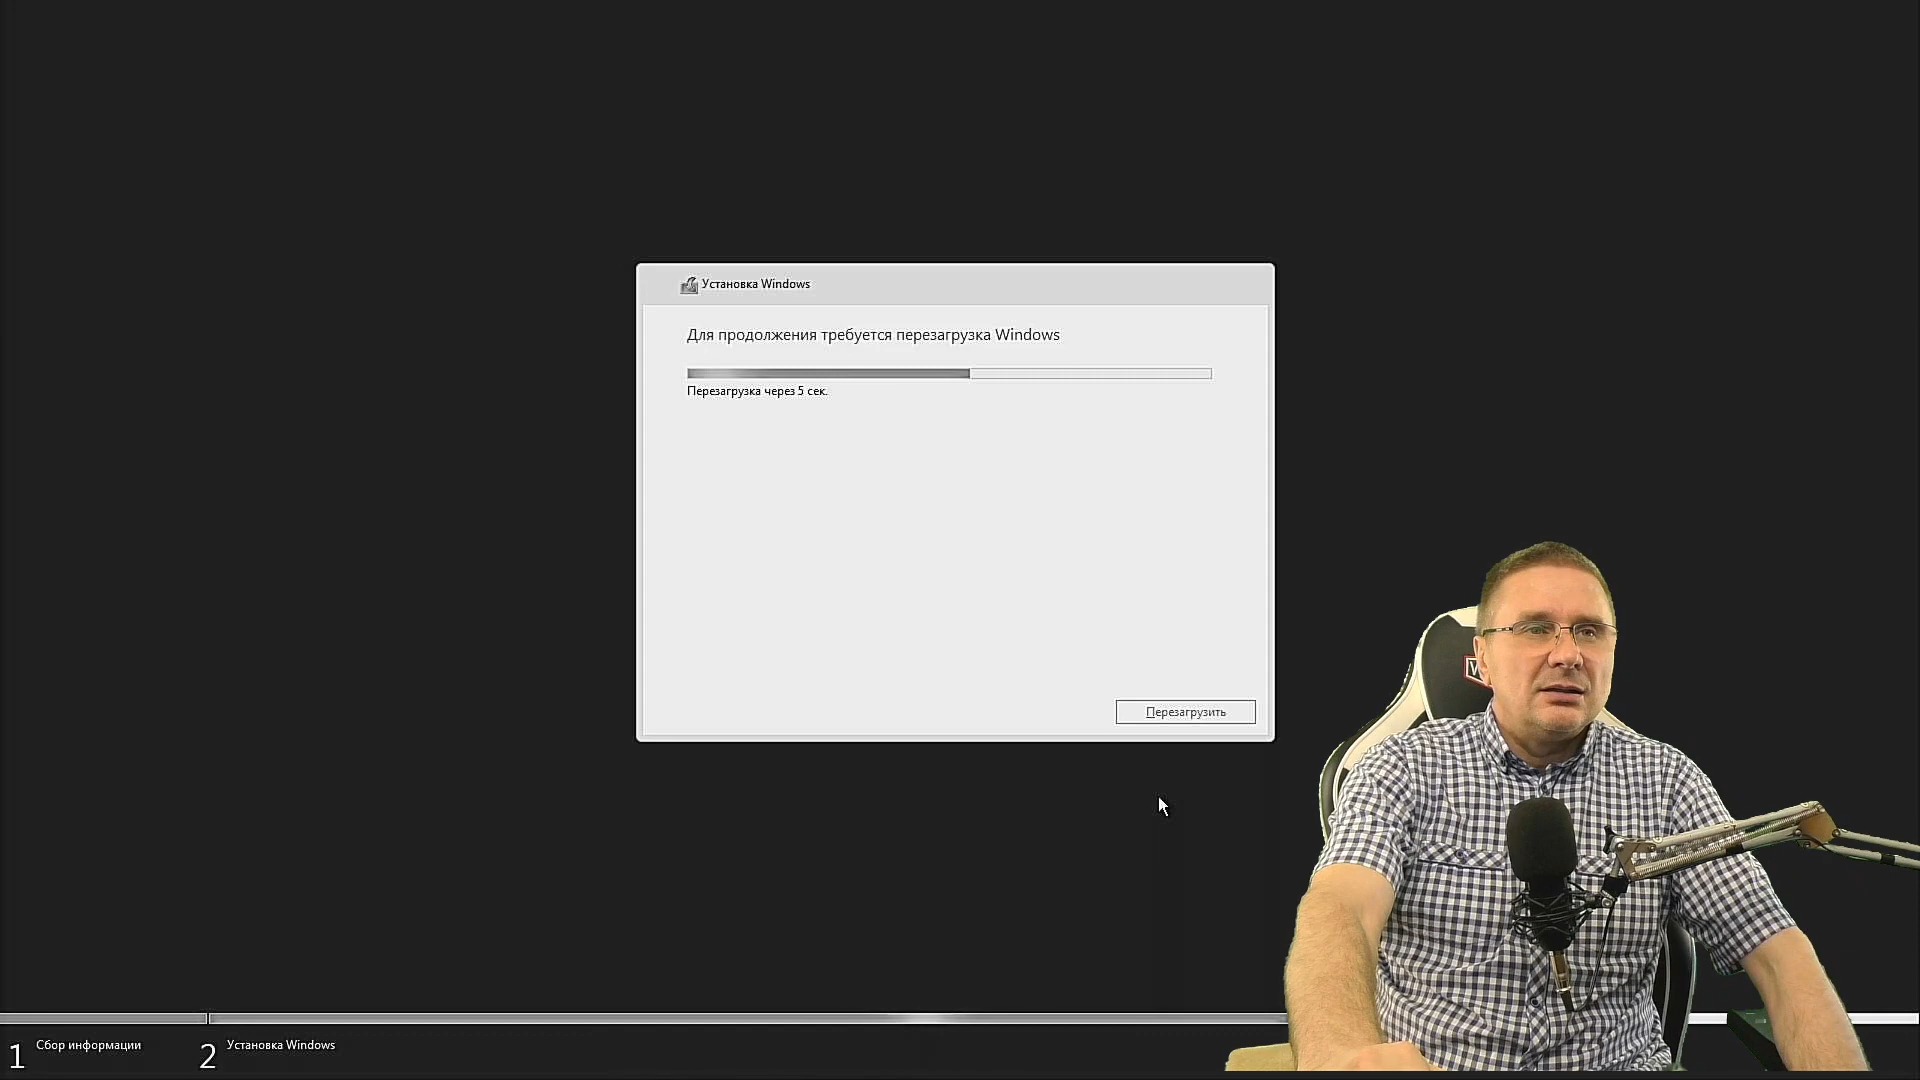 Установка Windows
Для продолжения требуется перезагрузка Windows
Перезагрузка через 5 сек.
Перезагрузить
1 Сбор информации
2 Установка Windows